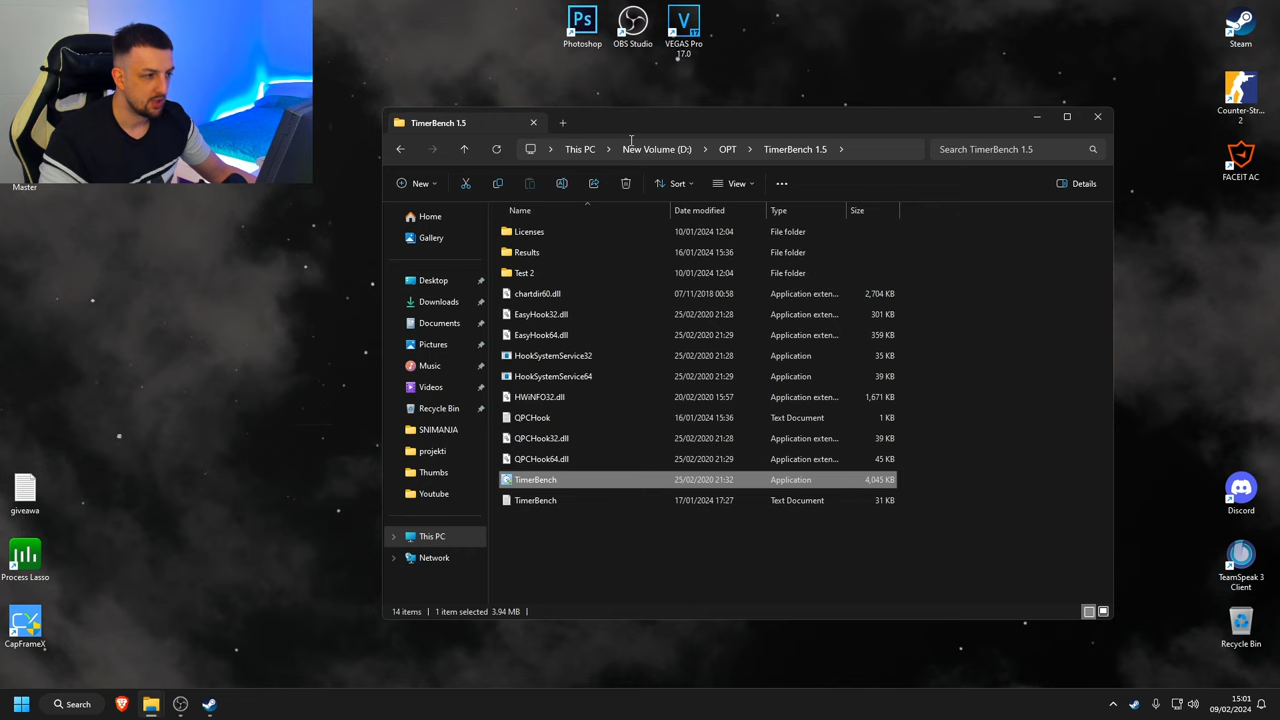 Photoshop
OBS Studio
VEGAS Pro
17.0
Steam
Counter-Str...
2
FACEIT AC
Master
TimerBench 1.5
This PC
New Volume (D:)
OPT
TimerBench 1.5
Search TimerBench 1.5
New
Sort
View
Details
Home
Gallery
Desktop
Downloads
Documents
Pictures
Music
Videos
Recycle Bin
SNIMANJA
projekti
Thumbs
Youtube
This PC
Network
Name Date modified Type Size
Licenses 10/01/2024 12:04 File folder
Results 16/01/2024 15:36 File folder
Test 2 10/01/2024 12:04 File folder
chartdir60.dll 07/11/2018 00:58 Application exten... 2,704 KB
EasyHook32.dll 25/02/2020 21:28 Application exten... 301 KB
EasyHook64.dll 25/02/2020 21:29 Application exten... 359 KB
HookSystemService32 25/02/2020 21:28 Application 35 KB
HookSystemService64 25/02/2020 21:29 Application 39 KB
HWiNFO32.dll 20/02/2020 15:57 Application exten... 1,671 KB
QPCHook 16/01/2024 15:36 Text Document 1 KB
QPCHook32.dll 25/02/2020 21:28 Application exten... 39 KB
QPCHook64.dll 25/02/2020 21:29 Application exten... 45 KB
TimerBench 25/02/2020 21:32 Application 4,045 KB
TimerBench 17/01/2024 17:27 Text Document 31 KB
14 items 1 item selected 3.94 MB
giveawa
Process Lasso
CapFrameX
Discord
TeamSpeak 3
Client
Recycle Bin
Search
15:01
09/02/2024